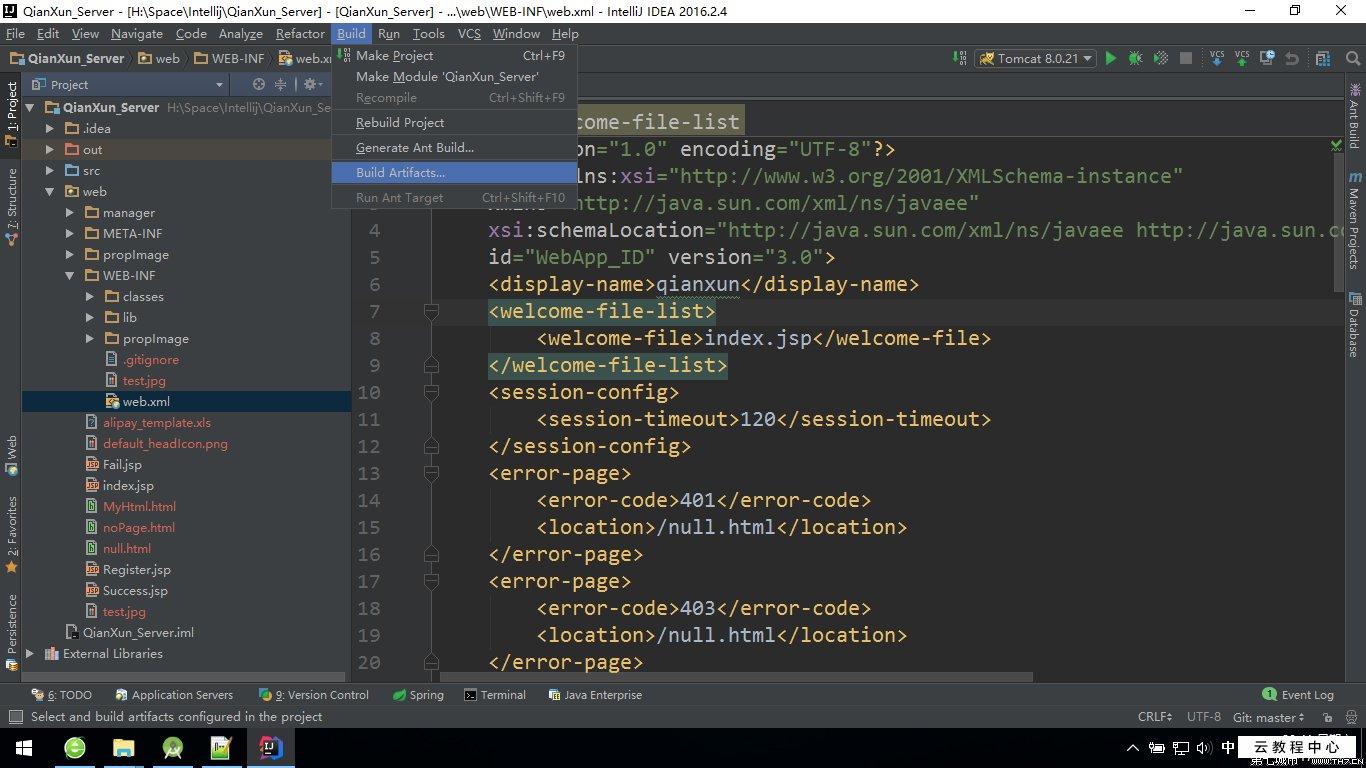 QianXun_Server - [H:\Space\Intellij\QianXun_Server] - [QianXun_Server] - ...\web\WEB-INF\web.xml - IntelliJ IDEA 2016.2.4
File Edit View Navigate Code Analyze Refactor Build Run Tools VCS Window Help
QianXun_Server web WEB-INF web.x
Tomcat 8.0.21
VCS VCS
Make Project Ctrl+F9
Make Module 'QianXun_Server'
Recompile Ctrl+Shift+F9
Rebuild Project
Generate Ant Build...
Build Artifacts...
Run Ant Target Ctrl+Shift+F10
1: Project
7: Structure
Web
2: Favorites
Persistence
Project
QianXun_Server H:\Space\Intellij\QianXun_Se
.idea
out
src
web
manager
META-INF
propImage
WEB-INF
classes
lib
propImage
.gitignore
test.jpg
web.xml
alipay_template.xls
default_headIcon.png
Fail.jsp
index.jsp
MyHtml.html
noPage.html
null.html
Register.jsp
Success.jsp
test.jpg
QianXun_Server.iml
External Libraries
come-file-list
on="1.0" encoding="UTF-8"?>
ns:xsi="http://www.w3.org/2001/XMLSchema-instance"
http://java.sun.com/xml/ns/javaee"
4 xsi:schemaLocation="http://java.sun.com/xml/ns/javaee http://java.sun.co
5 id="WebApp_ID" version="3.0">
6 <display-name>qianxun</display-name>
7 <welcome-file-list>
8 <welcome-file>index.jsp</welcome-file>
9 </welcome-file-list>
10 <session-config>
11 <session-timeout>120</session-timeout>
12 </session-config>
13 <error-page>
14 <error-code>401</error-code>
15 <location>/null.html</location>
16 </error-page>
17 <error-page>
18 <error-code>403</error-code>
19 <location>/null.html</location>
20 </error-page>
Ant Build
Maven Projects
Database
6: TODO Application Servers 9: Version Control Spring Terminal Java Enterprise 1 Event Log
Select and build artifacts configured in the project CRLF UTF-8 Git: master
中
云教程中心
第七城市 WWW.TH7.CN